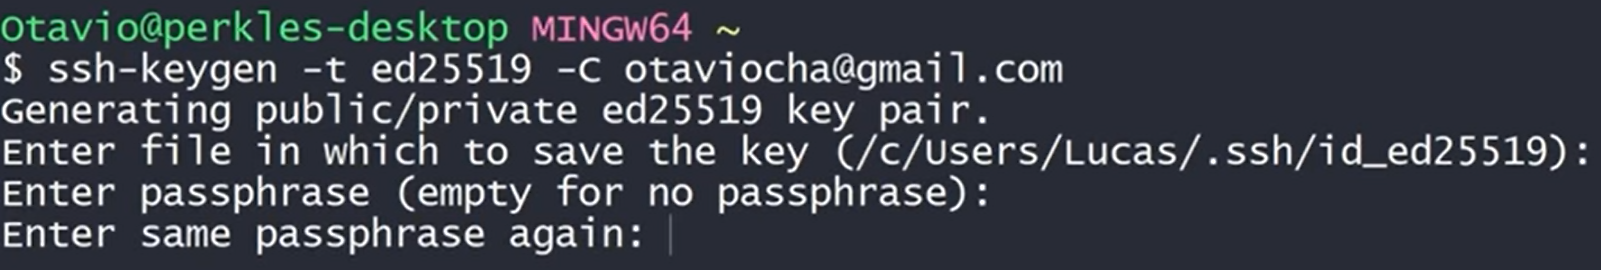 Otavio@perkles-desktop MINGW64 ~
$ ssh-keygen -t ed25519 -C otaviocha@gmail.com
Generating public/private ed25519 key pair.
Enter file in which to save the key (/c/Users/Lucas/.ssh/id_ed25519):
Enter passphrase (empty for no passphrase):
Enter same passphrase again: